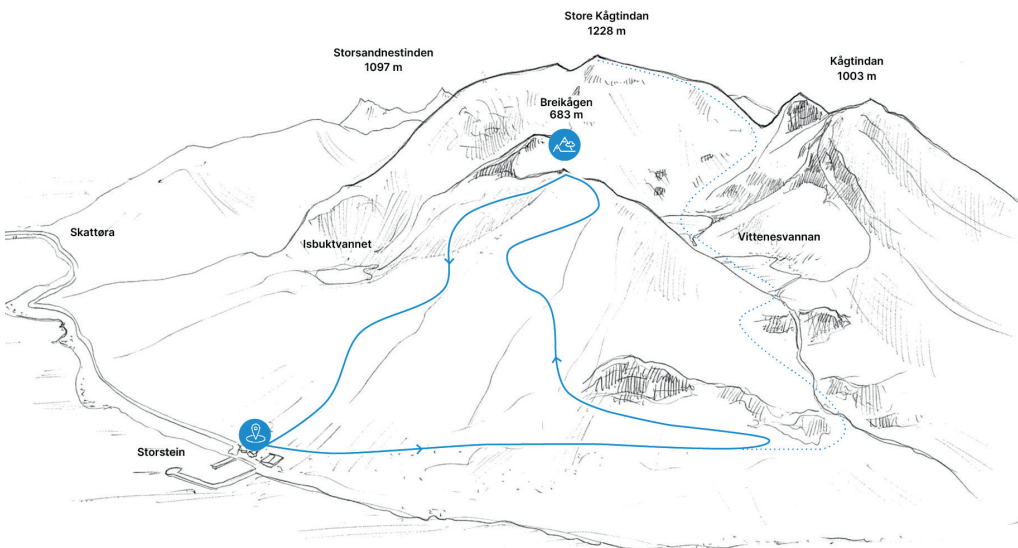 Store Kågtindan
1228 m
Storsandnestinden
1097 m
Kågtindan
1003 m
Breikågen
683 m
Skattøra
Isbuktvannet
Vittenesvannan
Storstein